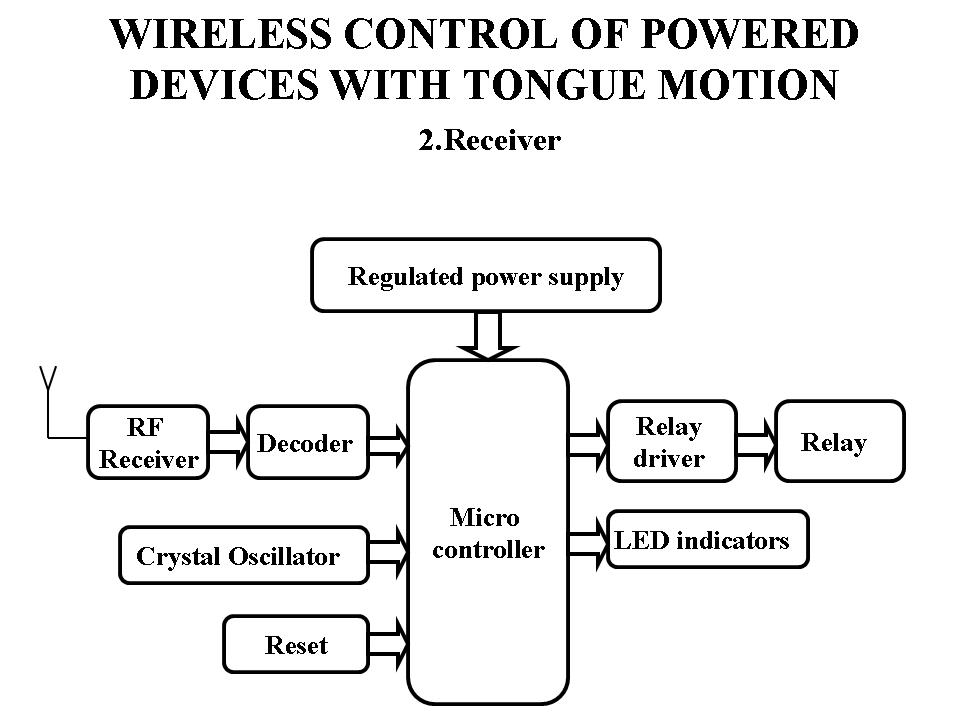 WIRELESS CONTROL OF POWERED
DEVICES WITH TONGUE MOTION
2.Receiver
Regulated power supply
RF
Receiver
Decoder
Relay
driver
Relay
Micro
controller
Crystal Oscillator
LED indicators
Reset